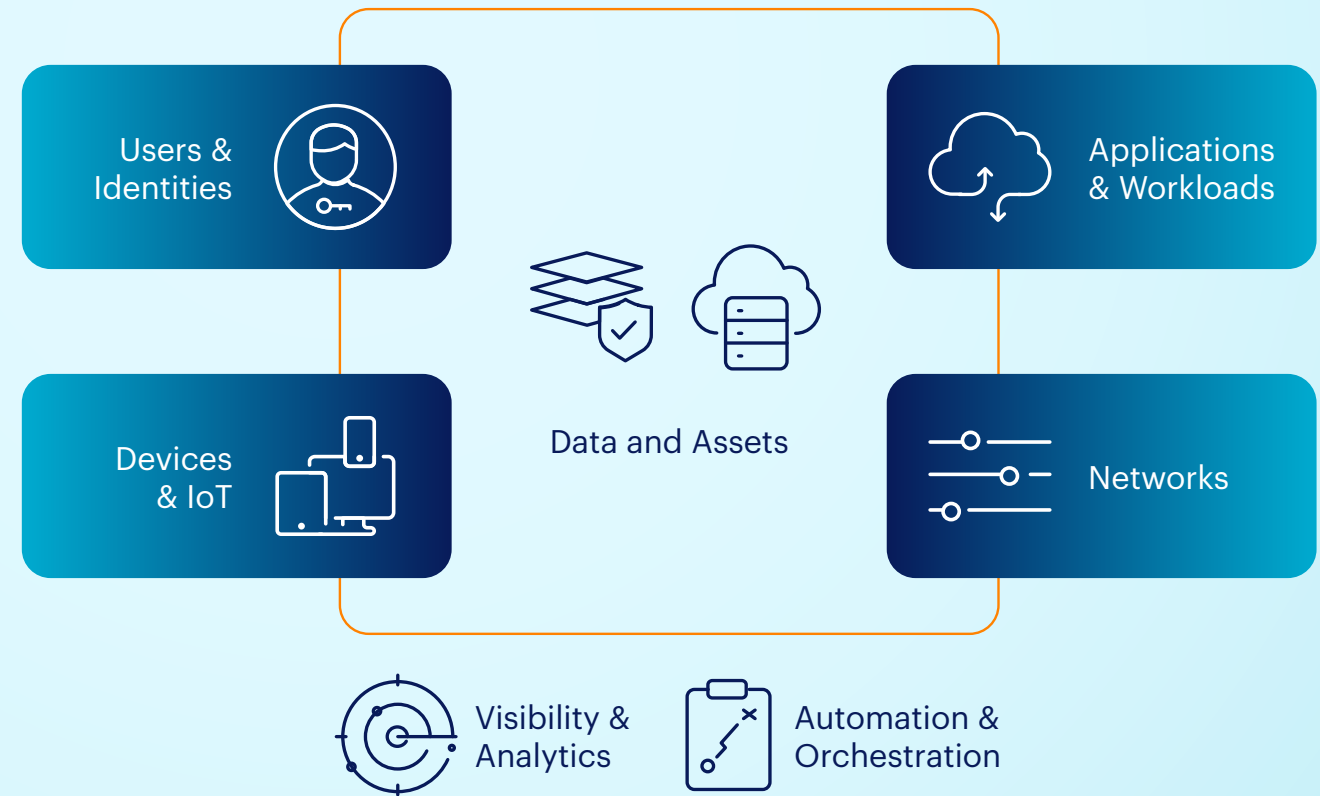 Users &
Identities
Applications
& Workloads
Devices
& IoT
Data and Assets
Networks
Visibility &
Analytics
Automation &
Orchestration